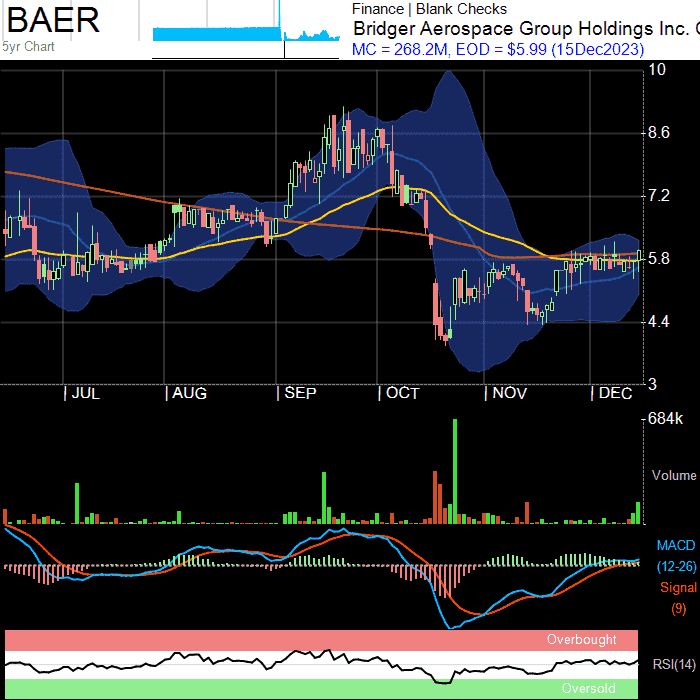 BAER
5yr Chart
Finance | Blank Checks
Bridger Aerospace Group Holdings Inc. C
MC = 268.2M, EOD = $5.99 (15Dec2023)
10
8.6
7.2
5.8
4.4
3
| JUL | AUG | SEP | OCT | NOV | DEC
684k
Volume
MACD
(12-26)
Signal
(9)
Overbought
RSI(14)
Oversold